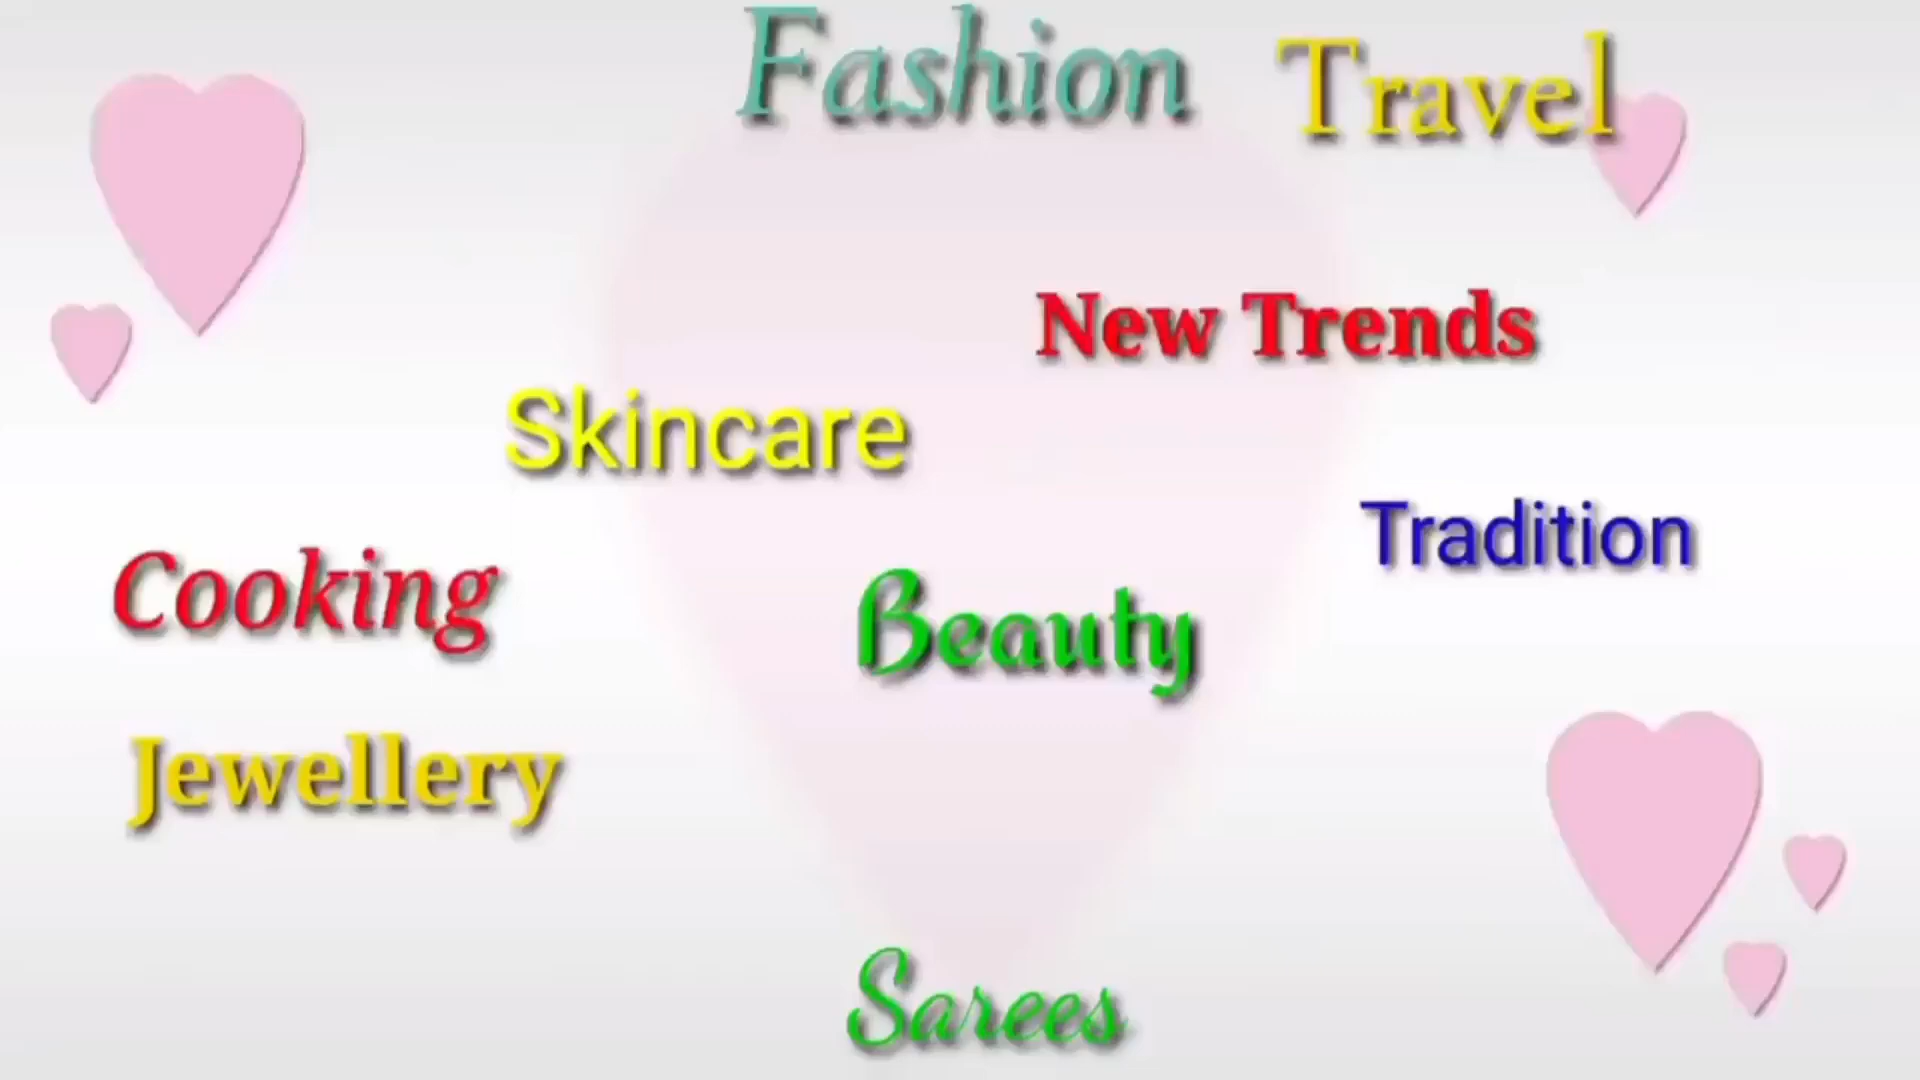 Fashion
Travel
New Trends
Skincare
Tradition
Cooking
Beauty
Jewellery
Sarees